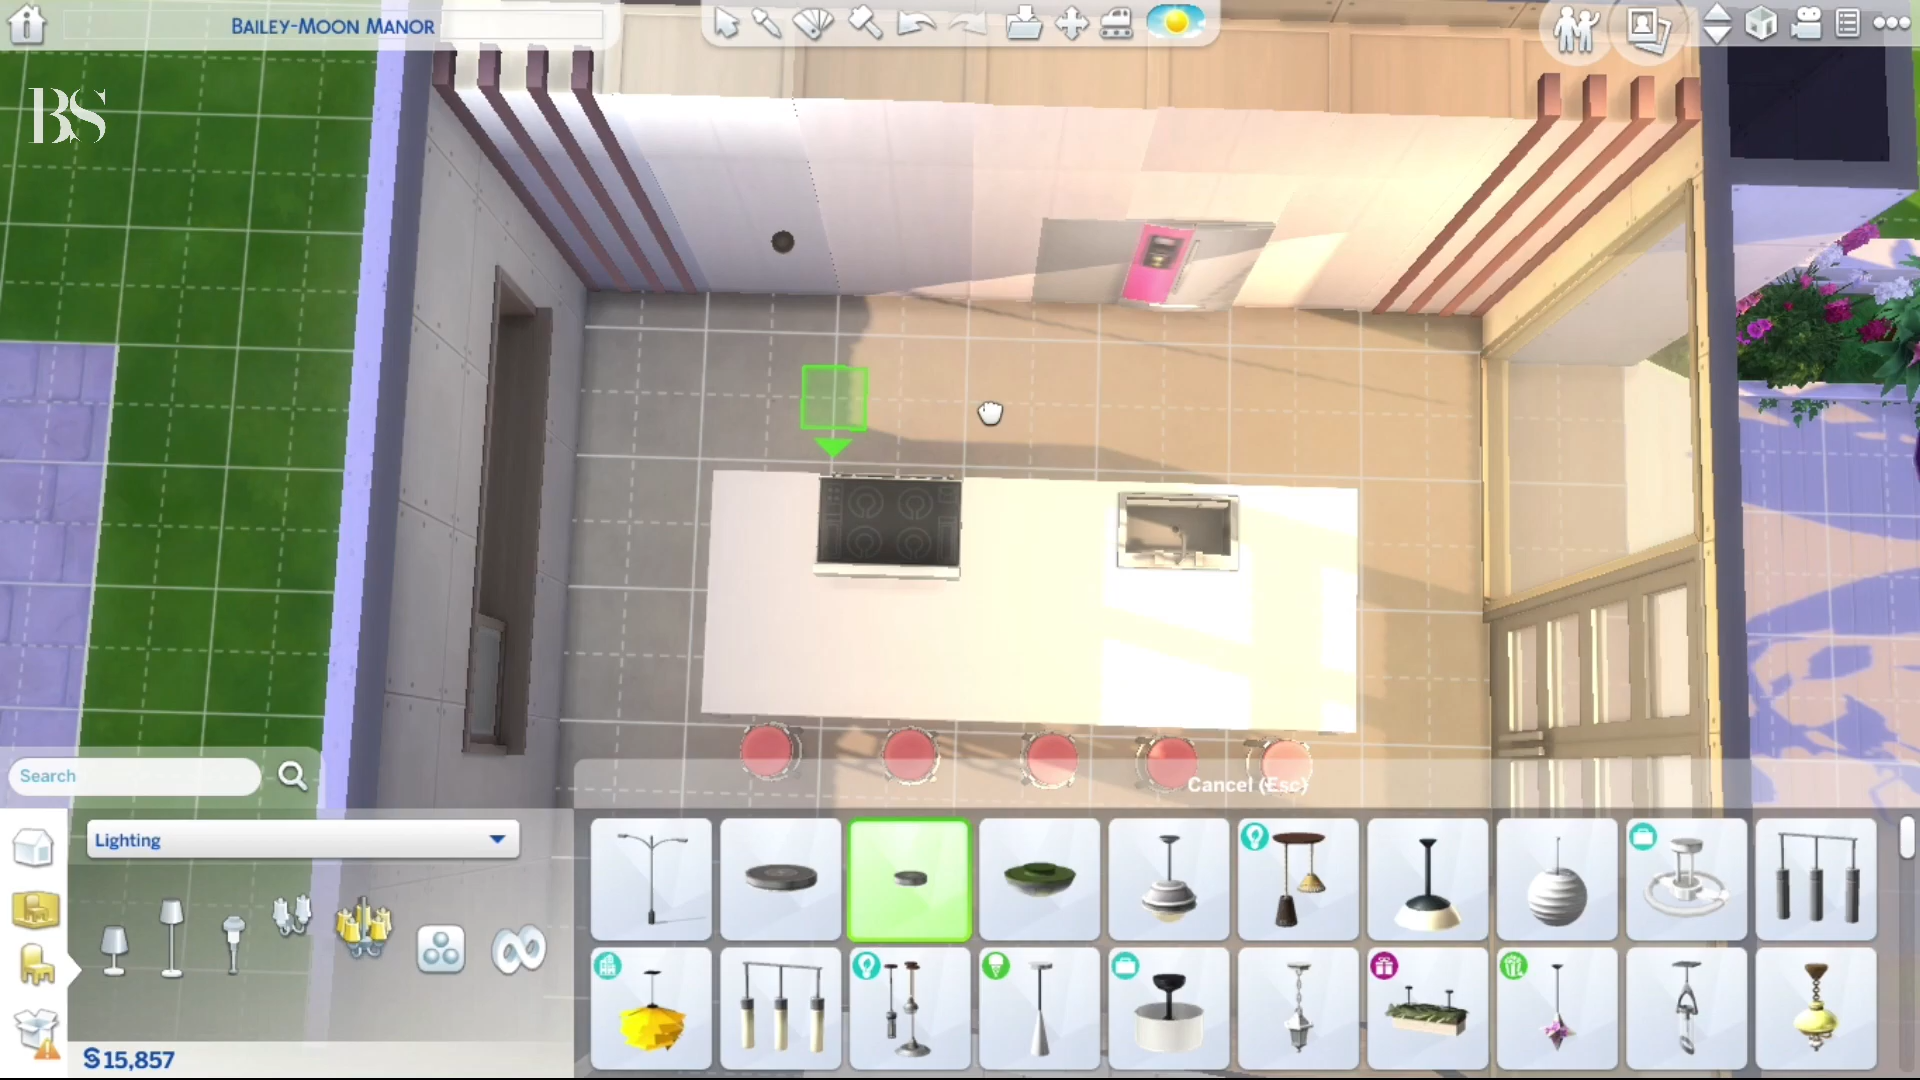 BAILEY-MOON MANOR
BS
Search
Cancel (Esc)
Lighting
§15,857